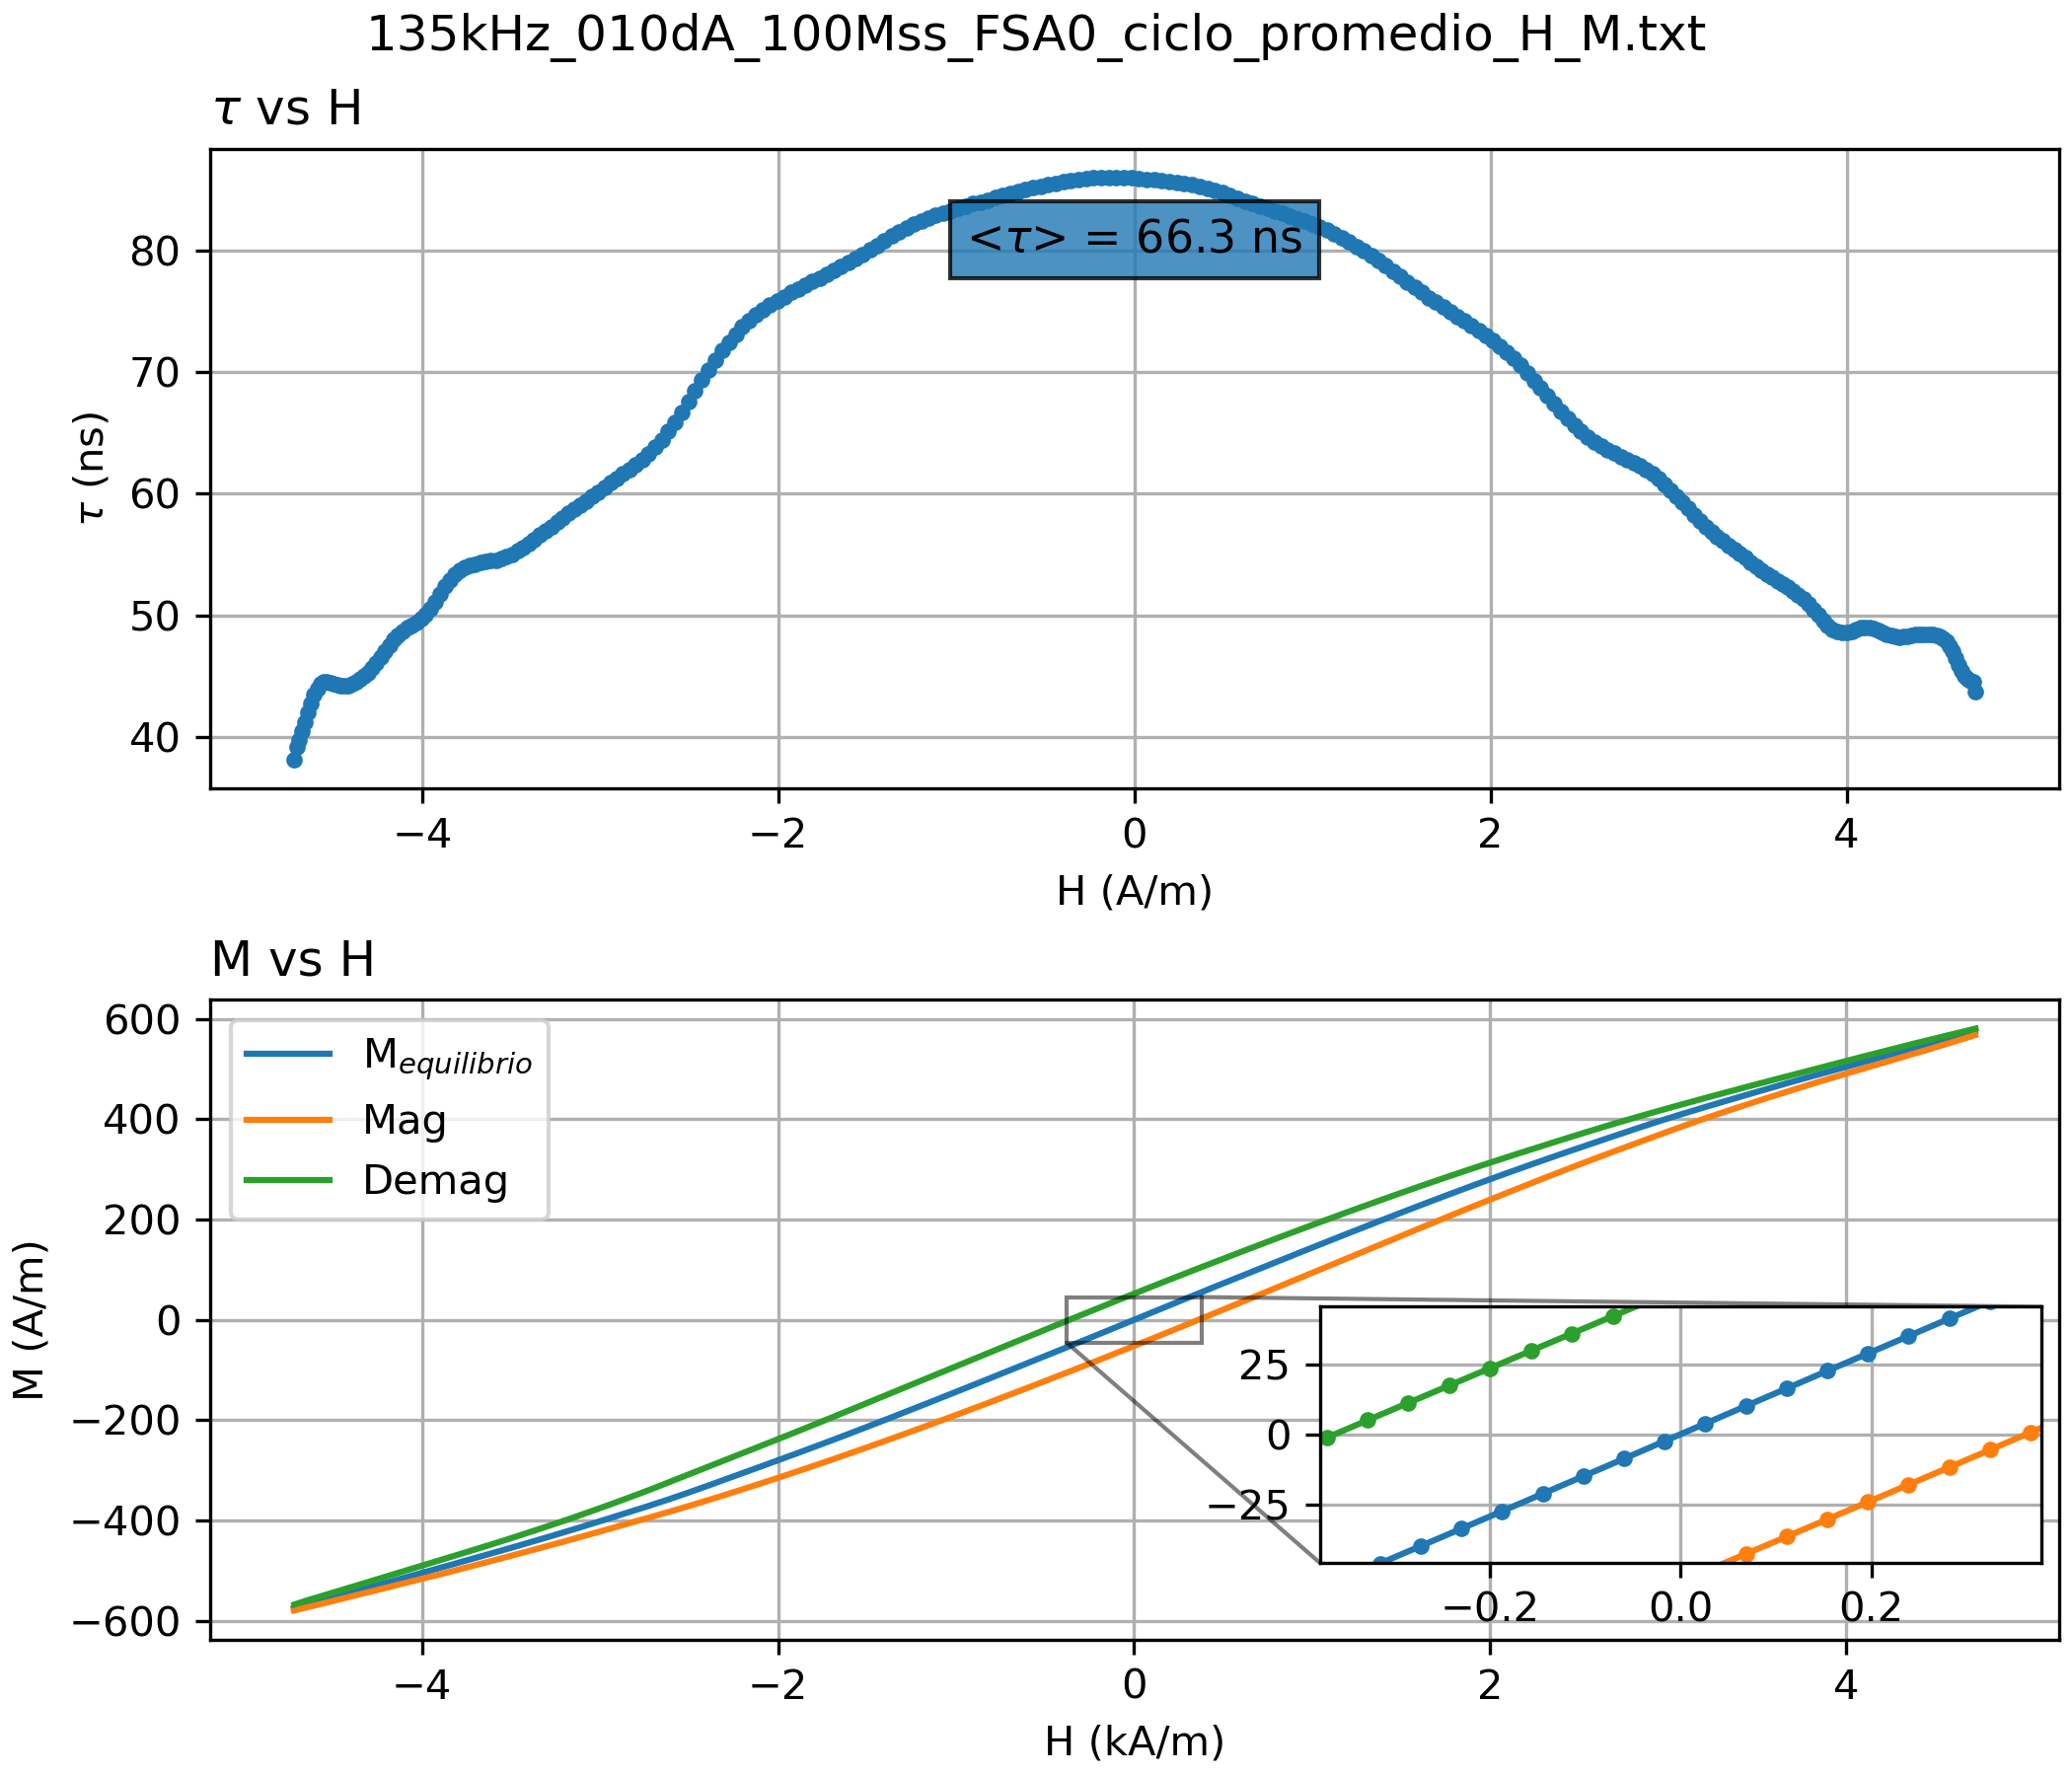 135kHz_010dA_100Mss_FSA0_ciclo_promedio_H_M.txt
τ vs H
<τ> = 66.3 ns
80
70
60
50
40
τ (ns)
−4
−2
0
2
4
H (A/m)
M vs H
600
400
200
0
−200
−400
−600
M (A/m)
M_equilibrio
Mag
Demag
25
0
−25
−0.2
0.0
0.2
−4
−2
0
2
4
H (kA/m)